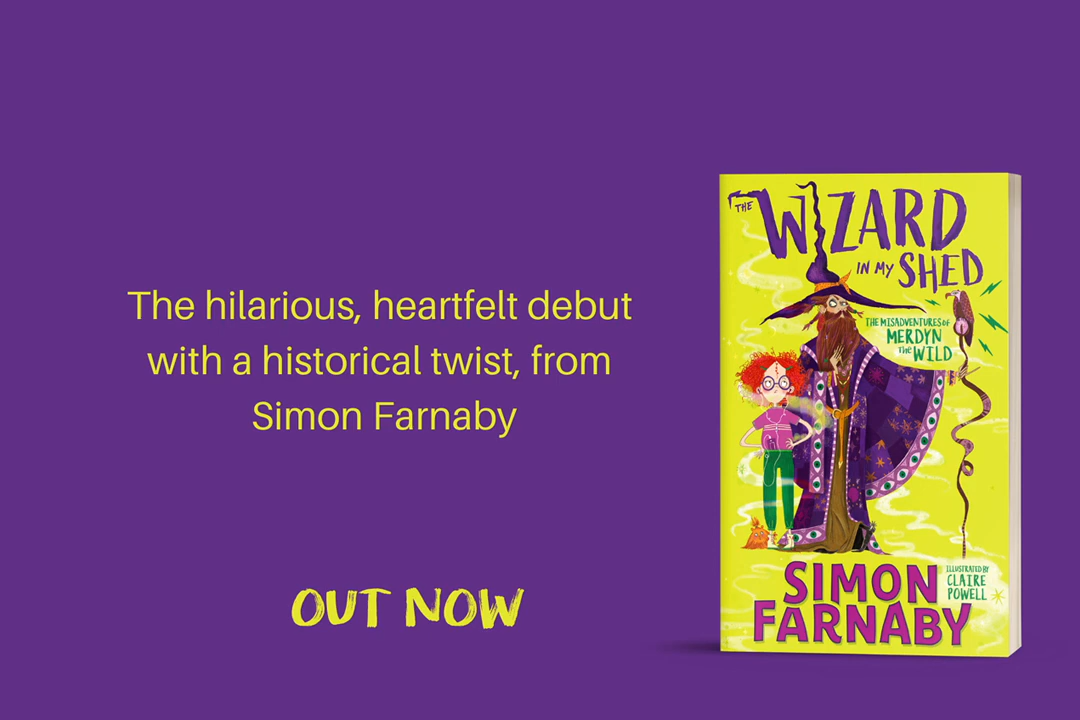 The hilarious, heartfelt debut
with a historical twist, from
Simon Farnaby
OUT NOW
THE WIZARD
IN MY SHED
THE MISADVENTURES OF
MERDYN
THE WILD
SIMON
FARNABY
ILLUSTRATED BY
CLAIRE
POWELL